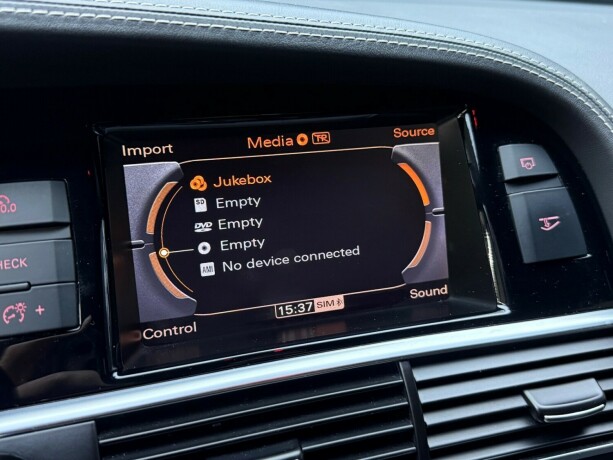 Import
Media TP
Source
Jukebox
SD Empty
DVD Empty
Empty
AMI No device connected
15:37 SIM
Control
Sound
CHECK